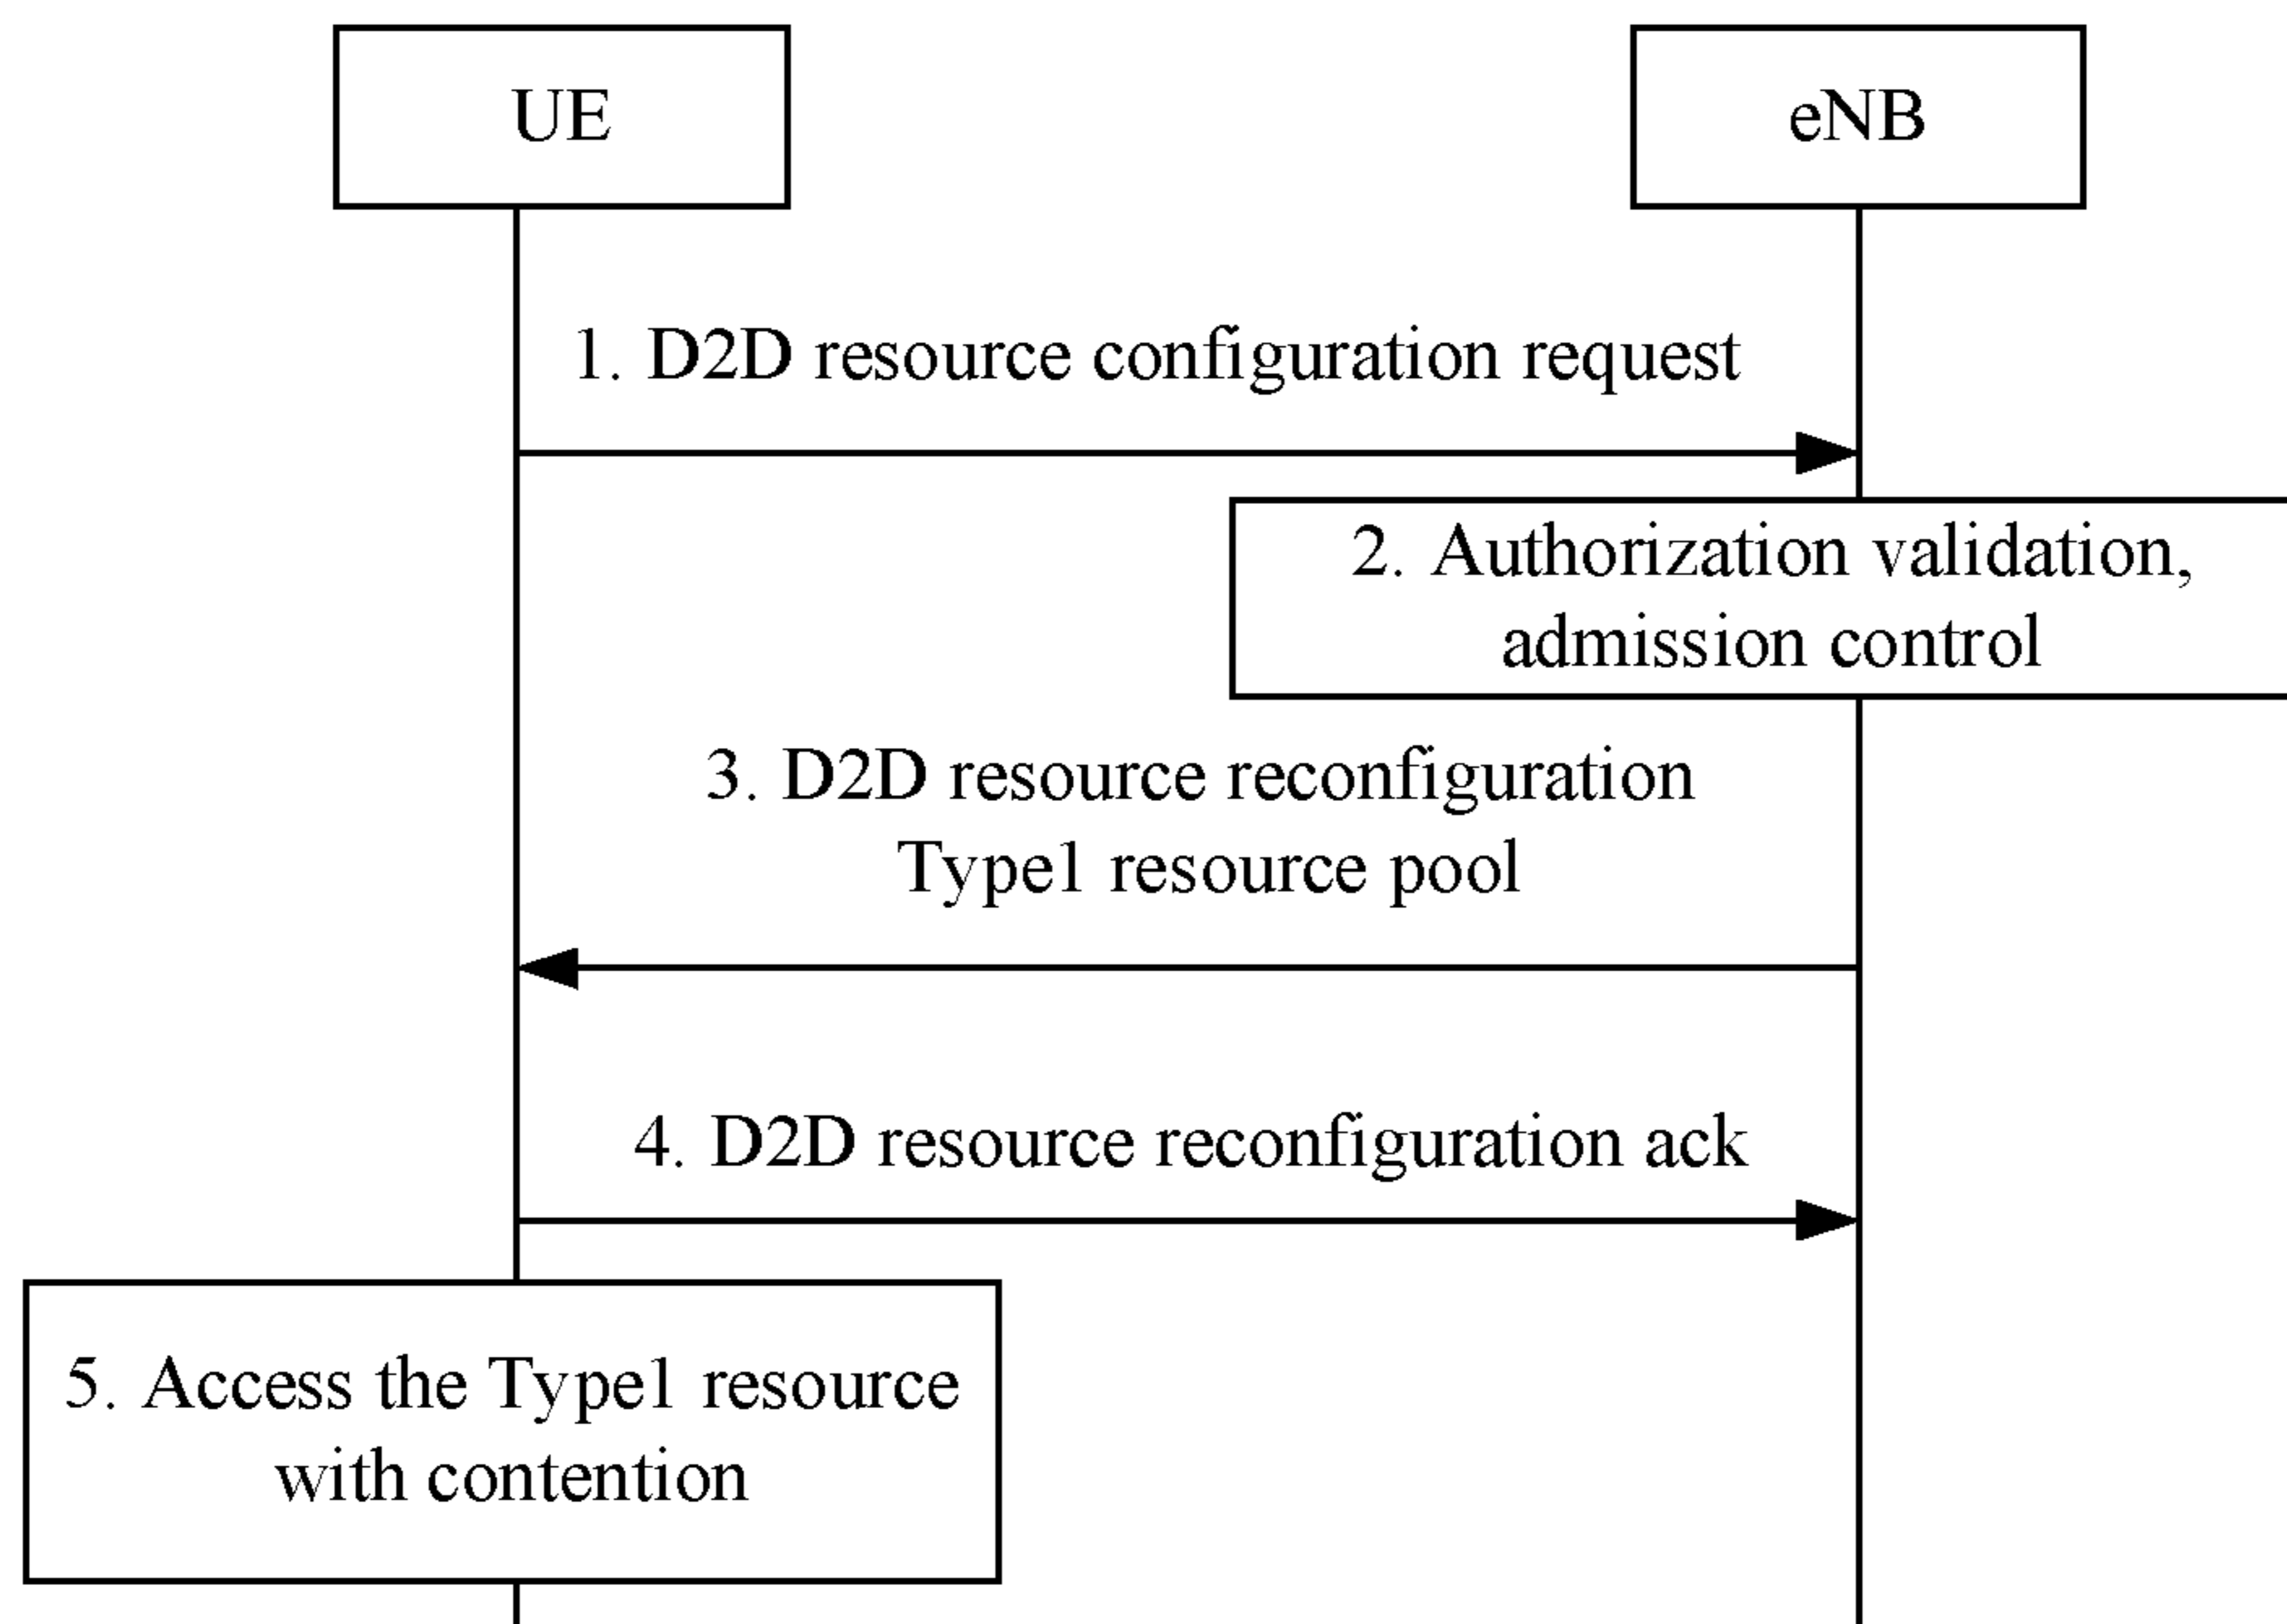 UE
eNB
1. D2D resource configuration request
2. Authorization validation,
admission control
3. D2D resource reconfiguration
Type1 resource pool
4. D2D resource reconfiguration ack
5. Access the Type1 resource
with contention